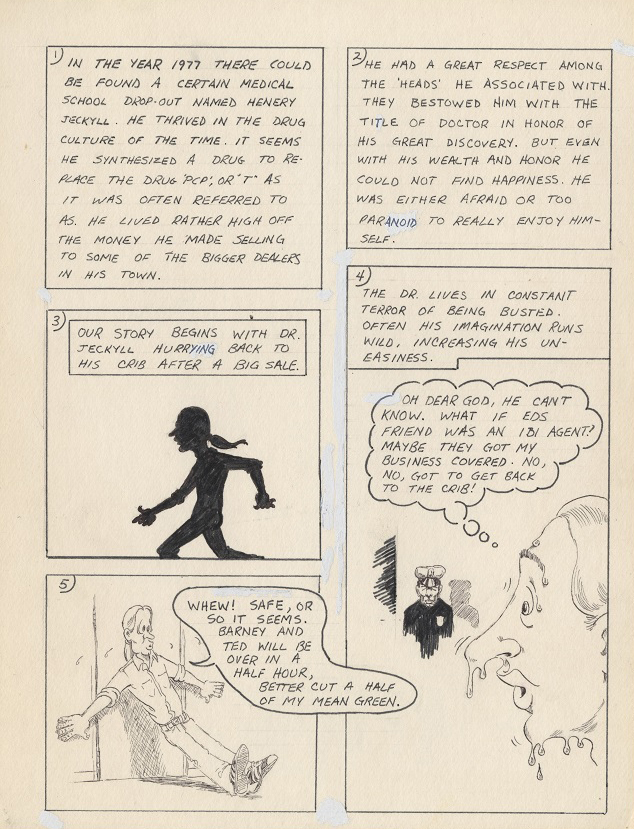 1)
IN THE YEAR 1977 THERE COULD
BE FOUND A CERTAIN MEDICAL
SCHOOL DROP-OUT NAMED HENERY
JECKYLL. HE THRIVED IN THE DRUG
CULTURE OF THE TIME. IT SEEMS
HE SYNTHESIZED A DRUG TO RE-
PLACE THE DRUG 'PCP', OR "T" AS
IT WAS OFTEN REFERRED TO
AS. HE LIVED RATHER HIGH OFF
THE MONEY HE MADE SELLING
TO SOME OF THE BIGGER DEALERS
IN HIS TOWN.
2)
HE HAD A GREAT RESPECT AMONG
THE 'HEADS' HE ASSOCIATED WITH.
THEY BESTOWED HIM WITH THE
TITLE OF DOCTOR IN HONOR OF
HIS GREAT DISCOVERY. BUT EVEN
WITH HIS WEALTH AND HONOR HE
COULD NOT FIND HAPPINESS. HE
WAS EITHER AFRAID OR TOO
PARANOID TO REALLY ENJOY HIM-
SELF.
3)
OUR STORY BEGINS WITH DR.
JECKYLL HURRYING BACK TO
HIS CRIB AFTER A BIG SALE.
4)
THE DR. LIVES IN CONSTANT
TERROR OF BEING BUSTED.
OFTEN HIS IMAGINATION RUNS
WILD, INCREASING HIS UN-
EASINESS.
OH DEAR GOD, HE CAN'T
KNOW. WHAT IF EDS
FRIEND WAS AN IBI AGENT?
MAYBE THEY GOT MY
BUSINESS COVERED. NO,
NO, GOT TO GET BACK
TO THE CRIB!
5)
WHEW! SAFE, OR
SO IT SEEMS.
BARNEY AND
TED WILL BE
OVER IN A
HALF HOUR,
BETTER CUT A HALF
OF MY MEAN GREEN.